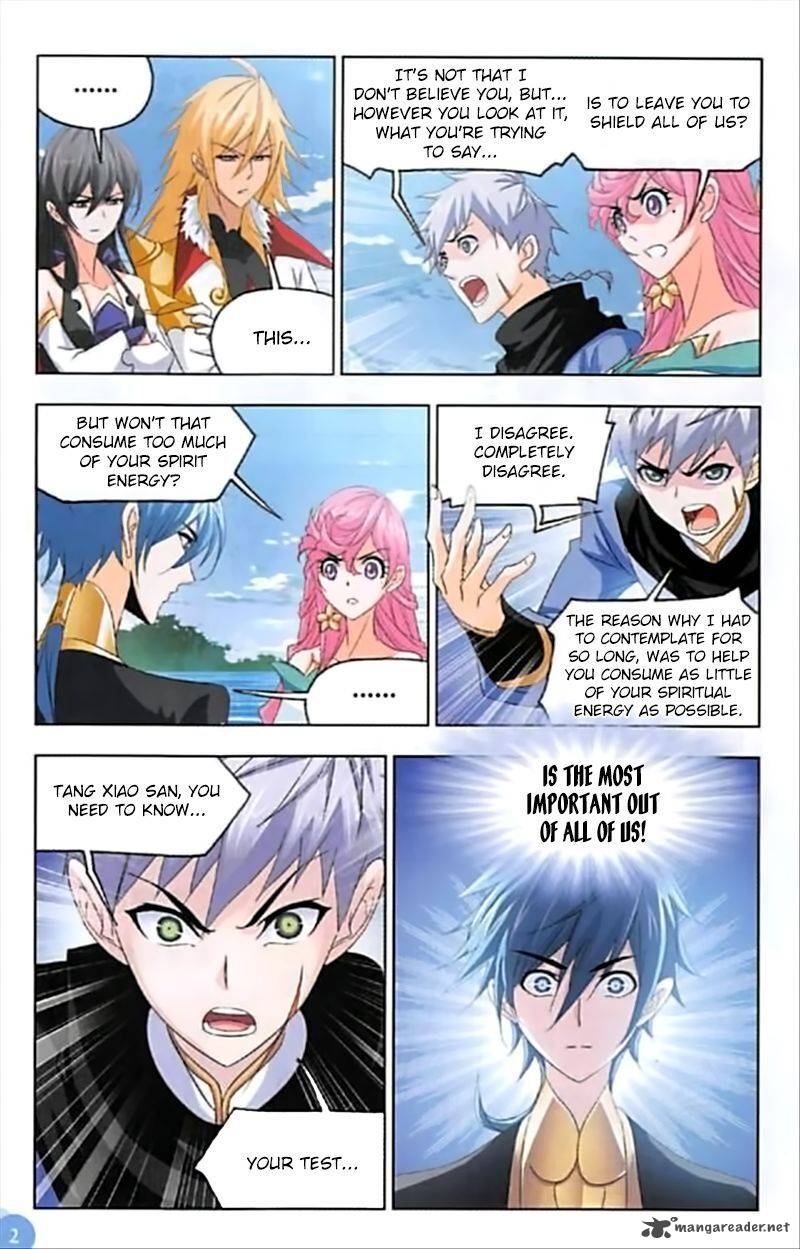 ......
THIS...
IT'S NOT THAT I
DON'T BELIEVE YOU, BUT...
HOWEVER YOU LOOK AT IT,
WHAT YOU'RE TRYING
TO SAY...
IS TO LEAVE YOU TO
SHIELD ALL OF US?
BUT WON'T THAT
CONSUME TOO MUCH
OF YOUR SPIRIT
ENERGY?
......
I DISAGREE.
COMPLETELY
DISAGREE.
THE REASON WHY I HAD
TO CONTEMPLATE FOR
SO LONG, WAS TO HELP
YOU CONSUME AS LITTLE
OF YOUR SPIRITUAL
ENERGY AS POSSIBLE.
TANG XIAO SAN, YOU
NEED TO KNOW...
YOUR TEST...
IS THE MOST
IMPORTANT OUT
OF ALL OF US!
2
mangareader.net